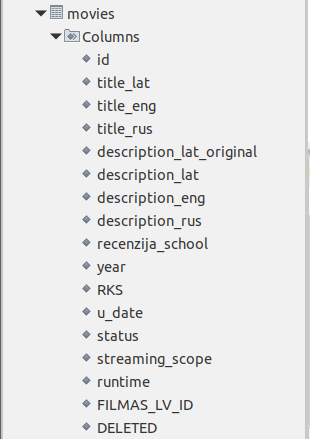 movies
Columns
id
title_lat
title_eng
title_rus
description_lat_original
description_lat
description_eng
description_rus
recenzija_school
year
RKS
u_date
status
streaming_scope
runtime
FILMAS_LV_ID
DELETED